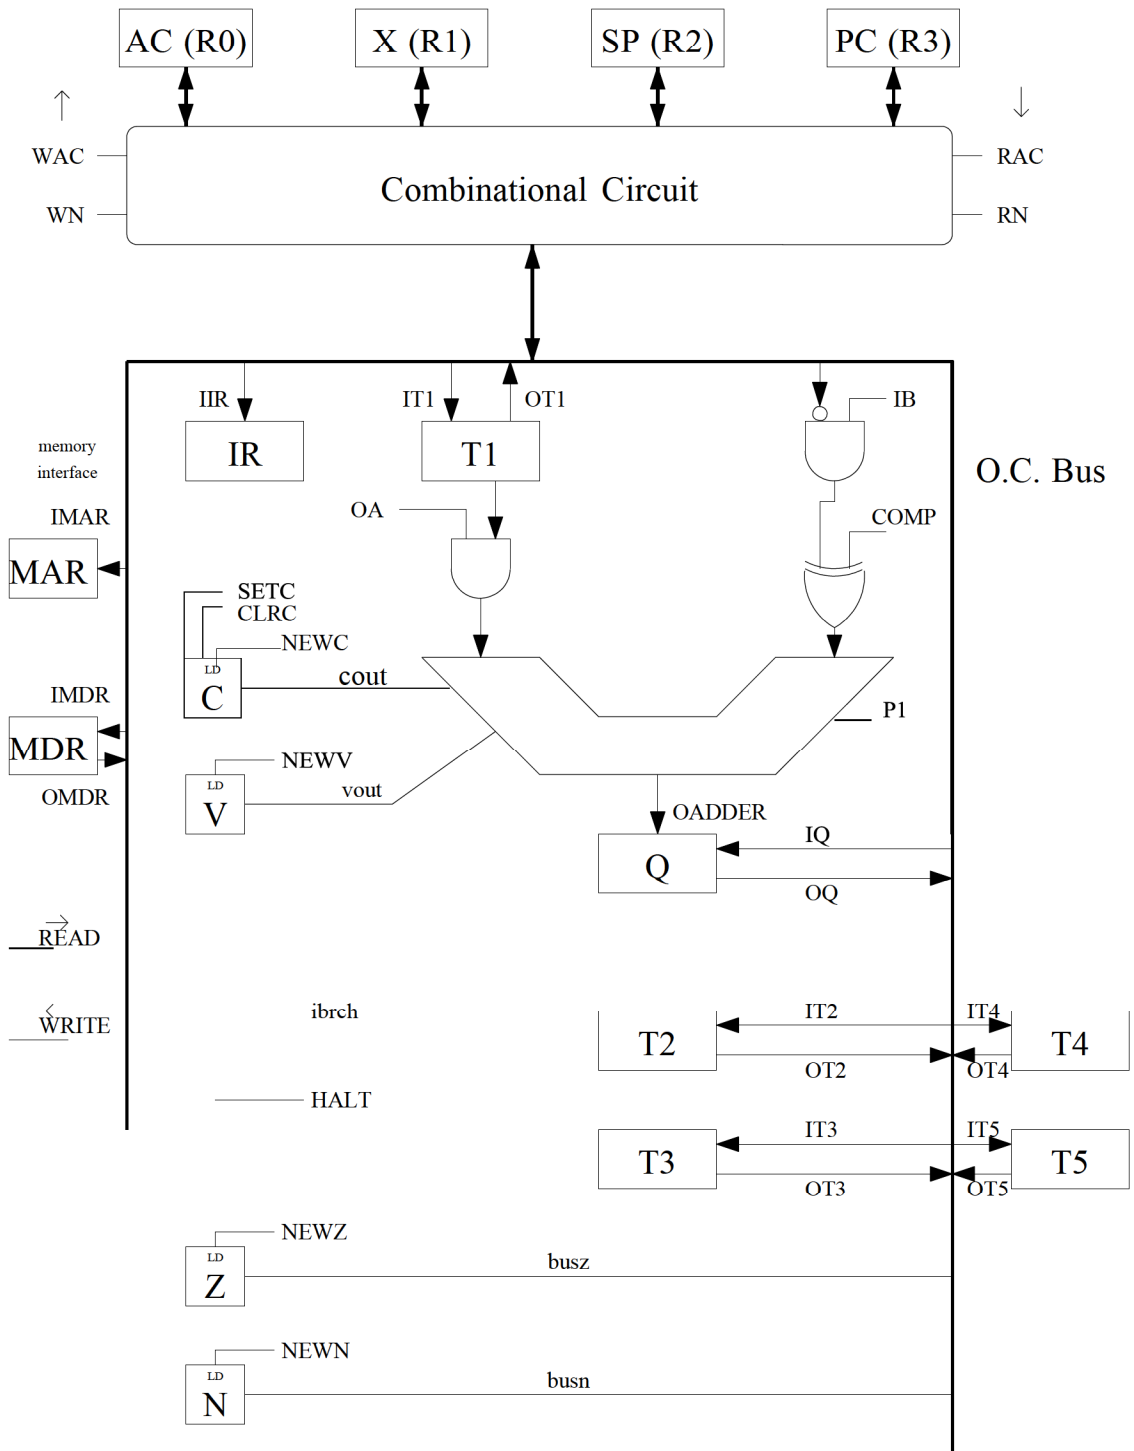 AC (R0)
X (R1)
SP (R2)
PC (R3)
WAC
RAC
Combinational Circuit
WN
RN
IIR
IT1
OT1
IB
IR
T1
memory
interface
O.C. Bus
IMAR
OA
COMP
MAR
SETC
CLRC
NEWC
LD
C
cout
IMDR
P1
MDR
NEWV
LD
V
vout
OMDR
OADDER
IQ
Q
OQ
READ
WRITE
ibrch
IT2
IT4
T2
T4
OT2
OT4
HALT
IT3
IT5
T3
T5
OT3
OT5
NEWZ
LD
Z
busz
NEWN
LD
N
busn